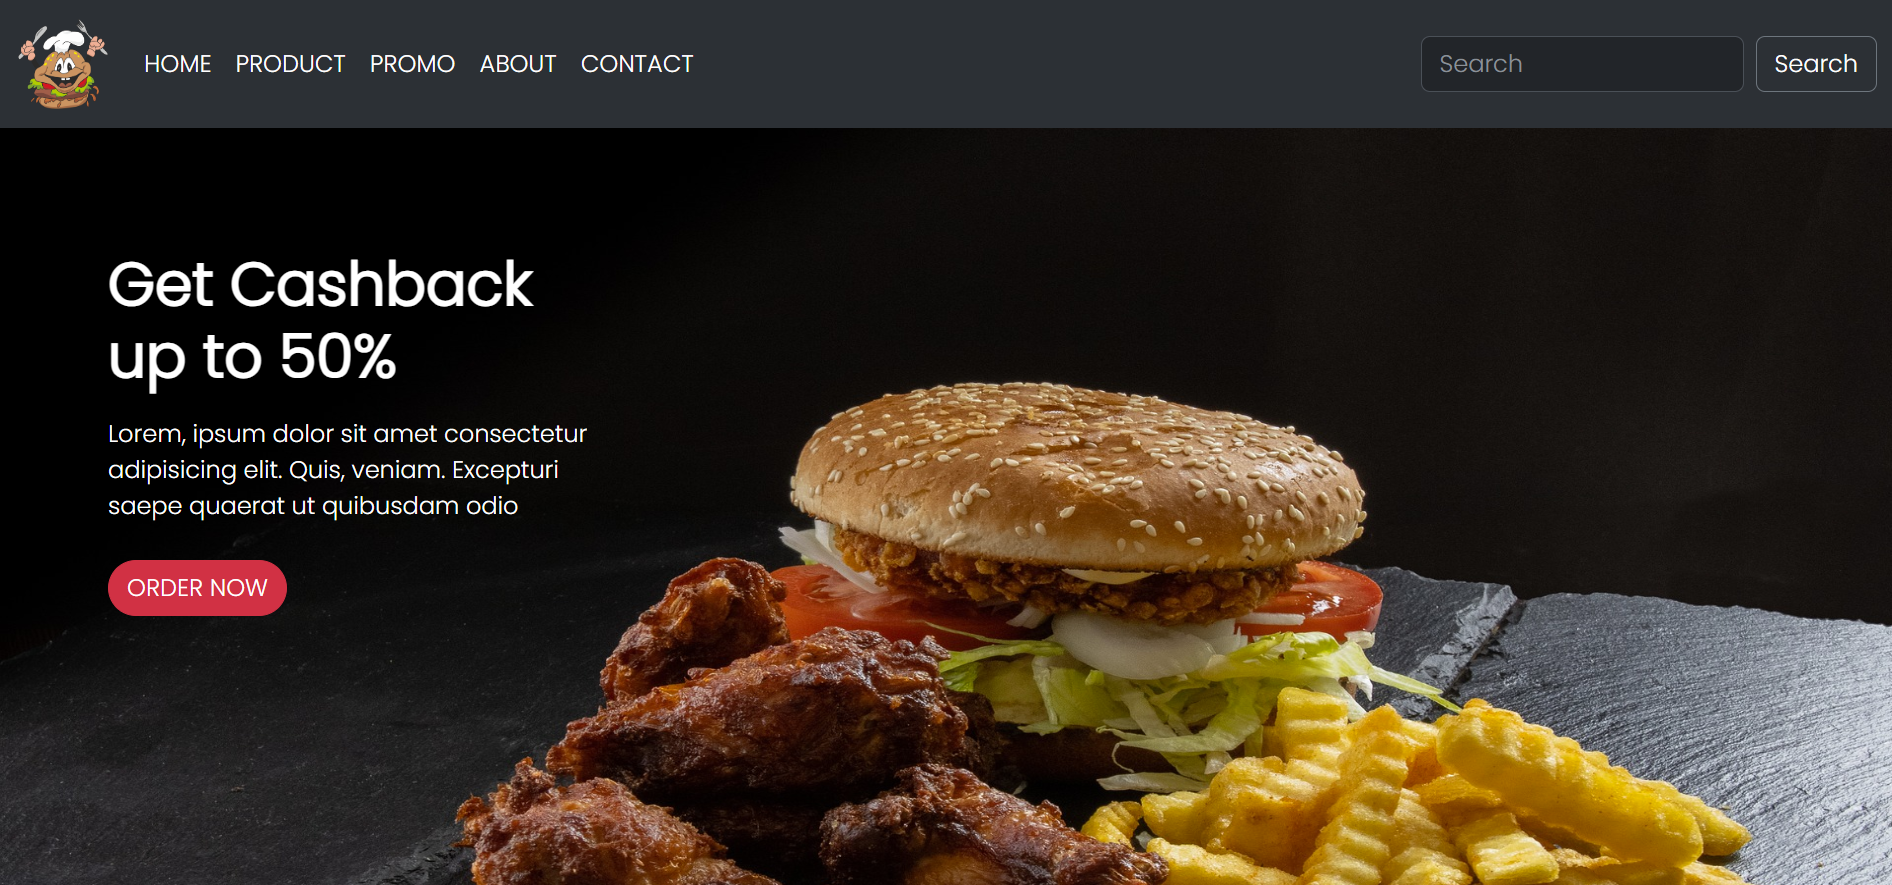 HOME PRODUCT PROMO ABOUT CONTACT Search Search
Get Cashback
up to 50%
Lorem, ipsum dolor sit amet consectetur
adipisicing elit. Quis, veniam. Excepturi
saepe quaerat ut quibusdam odio
ORDER NOW